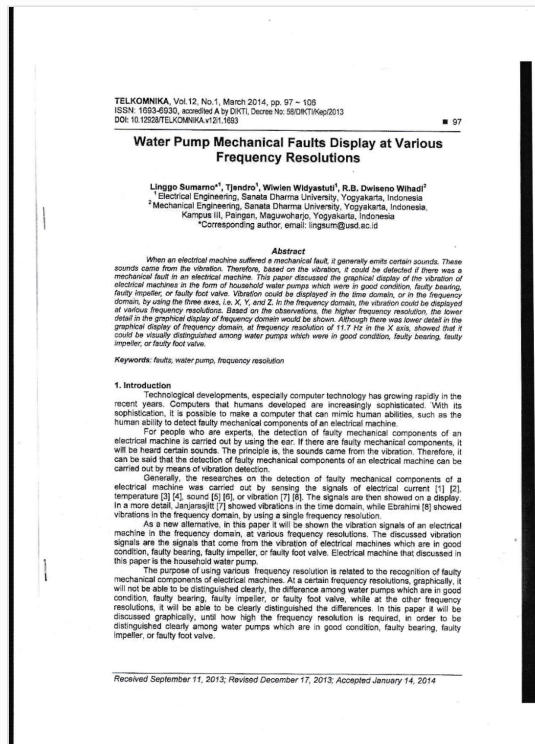 TELKOMNIKA, Vol.12, No.1, March 2014, pp. 97 ~ 106
ISSN: 1693-6930, accredited A by DIKTI, Decree No: 58/DIKTI/Kep/2013
DOI: 10.12928/TELKOMNIKA.v12i1.1693
■ 97
Water Pump Mechanical Faults Display at Various
Frequency Resolutions
Linggo Sumarno*1, Tjendro1, Wiwien Widyastuti1, R.B. Dwiseno Wihadi2
1 Electrical Engineering, Sanata Dharma University, Yogyakarta, Indonesia
2 Mechanical Engineering, Sanata Dharma University, Yogyakarta, Indonesia,
Kampus III, Paingan, Maguwoharjo, Yogyakarta, Indonesia
*Corresponding author, email: lingsum@usd.ac.id
Abstract
When an electrical machine suffered a mechanical fault, it generally emits certain sounds. These
sounds came from the vibration. Therefore, based on the vibration, it could be detected if there was a
mechanical fault in an electrical machine. This paper discussed the graphical display of the vibration of
electrical machines in the form of household water pumps which were in good condition, faulty bearing,
faulty impeller, or faulty foot valve. Vibration could be displayed in the time domain, or in the frequency
domain, by using the three axes, i.e. X, Y, and Z. In the frequency domain, the vibration could be displayed
at various frequency resolutions. Based on the observations, the higher frequency resolution, the lower
detail in the graphical display of frequency domain would be shown. Although there was lower detail in the
graphical display of frequency domain, at frequency resolution of 11.7 Hz in the X axis, showed that it
could be visually distinguished among water pumps which were in good condition, faulty bearing, faulty
impeller, or faulty foot valve.
Keywords: faults, water pump, frequency resolution
1. Introduction
Technological developments, especially computer technology has growing rapidly in the
recent years. Computers that humans developed are increasingly sophisticated. With its
sophistication, it is possible to make a computer that can mimic human abilities, such as the
human ability to detect faulty mechanical components of an electrical machine.
For people who are experts, the detection of faulty mechanical components of an
electrical machine is carried out by using the ear. If there are faulty mechanical components, it
will be heard certain sounds. The principle is, the sounds came from the vibration. Therefore, it
can be said that the detection of faulty mechanical components of an electrical machine can be
carried out by means of vibration detection.
Generally, the researches on the detection of faulty mechanical components of a
electrical machine was carried out by sensing the signals of electrical current [1] [2],
temperature [3] [4], sound [5] [6], or vibration [7] [8]. The signals are then showed on a display.
In a more detail, Janjarasjitt [7] showed vibrations in the time domain, while Ebrahimi [8] showed
vibrations in the frequency domain, by using a single frequency resolution.
As a new alternative, in this paper it will be shown the vibration signals of an electrical
machine in the frequency domain, at various frequency resolutions. The discussed vibration
signals are the signals that come from the vibration of electrical machines which are in good
condition, faulty bearing, faulty impeller, or faulty foot valve. Electrical machine that discussed in
this paper is the household water pump.
The purpose of using various frequency resolution is related to the recognition of faulty
mechanical components of electrical machines. At a certain frequency resolutions, graphically, it
will not be able to be distinguished clearly, the difference among water pumps which are in good
condition, faulty bearing, faulty impeller, or faulty foot valve, while at the other frequency
resolutions, it will be able to be clearly distinguished the differences. In this paper it will be
discussed graphically, until how high the frequency resolution is required, in order to be
distinguished clearly among water pumps which are in good condition, faulty bearing, faulty
impeller, or faulty foot valve.
Received September 11, 2013; Revised December 17, 2013; Accepted January 14, 2014